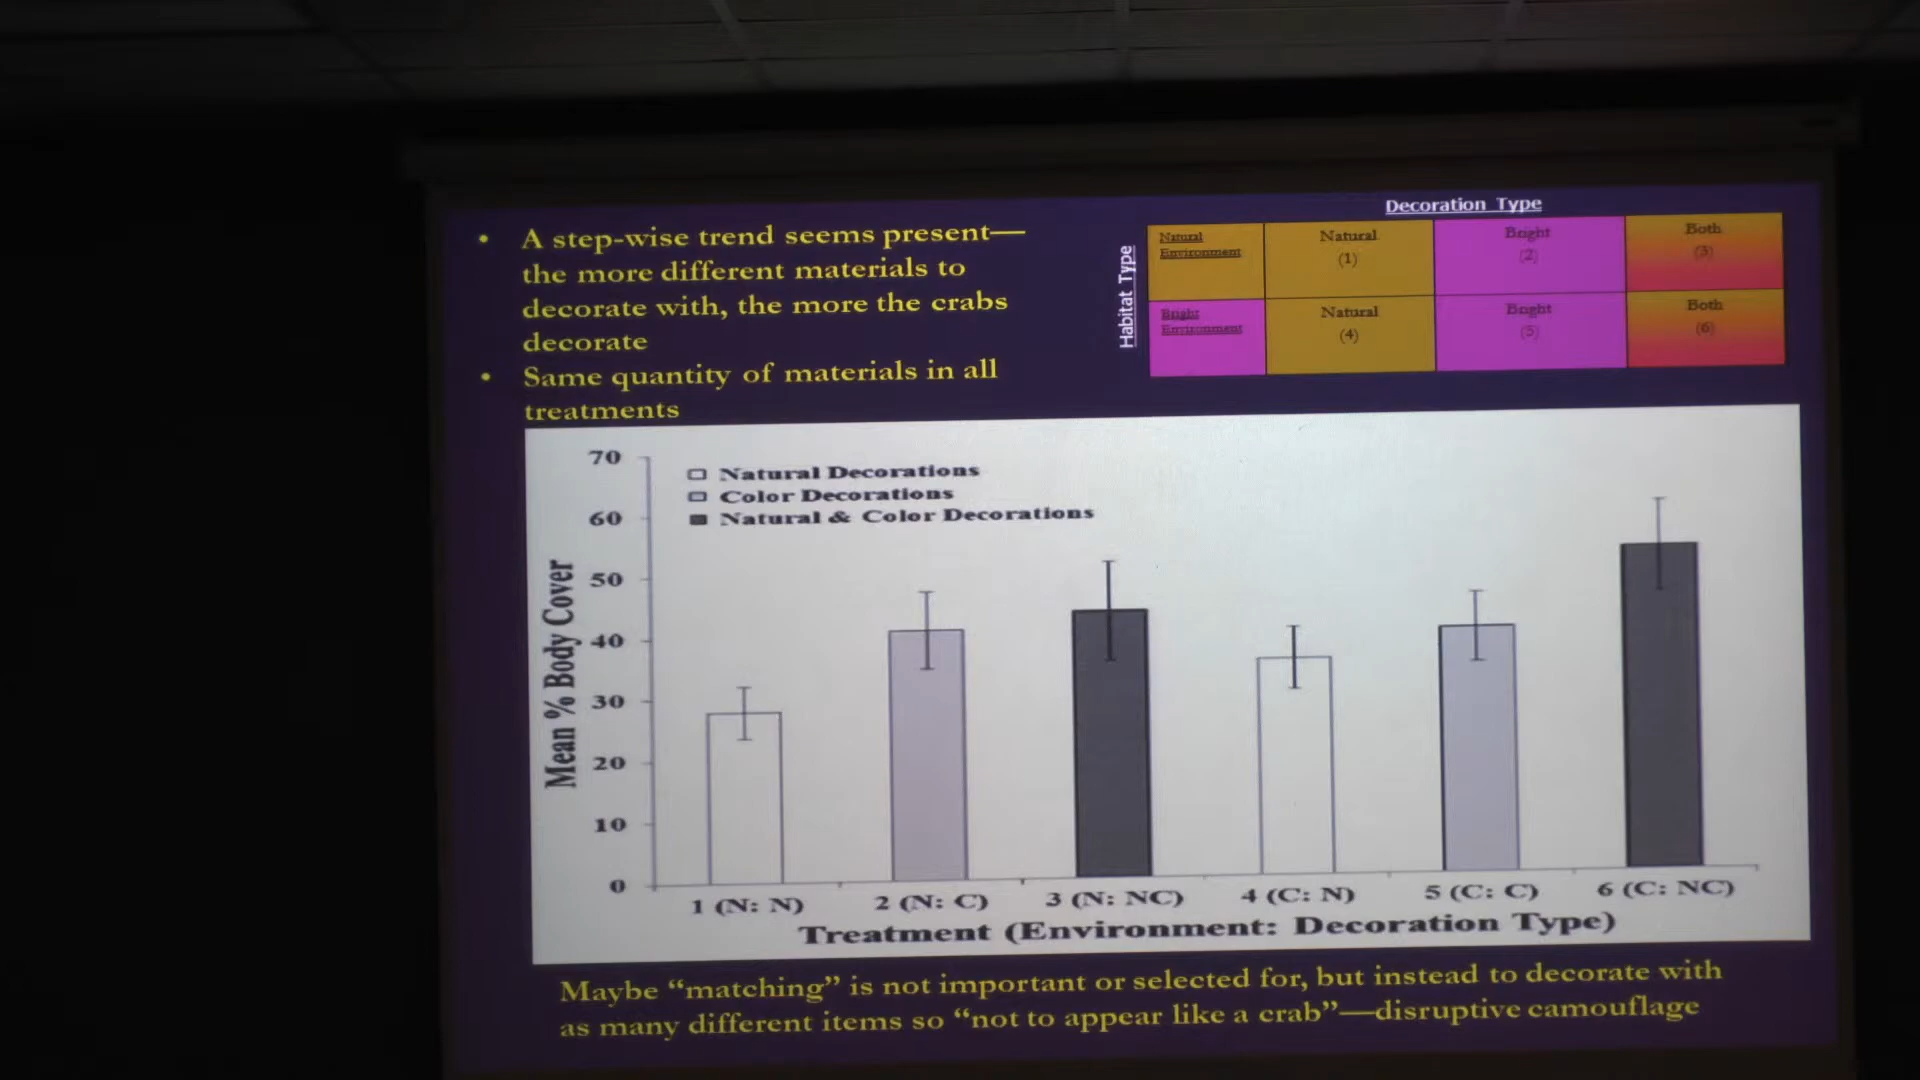 • A step-wise trend seems present—
the more different materials to
decorate with, the more the crabs
decorate
• Same quantity of materials in all
treatments
Decoration Type
Habitat Type
Natural
Environment
Natural
(1)
Bright
(2)
Both
(3)
Bright
Environment
Natural
(4)
Bright
(5)
Both
(6)
Natural Decorations
Color Decorations
Natural & Color Decorations
Mean % Body Cover
70
60
50
40
30
20
10
0
1 (N: N) 2 (N: C) 3 (N: NC) 4 (C: N) 5 (C: C) 6 (C: NC)
Treatment (Environment: Decoration Type)
Maybe “matching” is not important or selected for, but instead to decorate with
as many different items so “not to appear like a crab”—disruptive camouflage